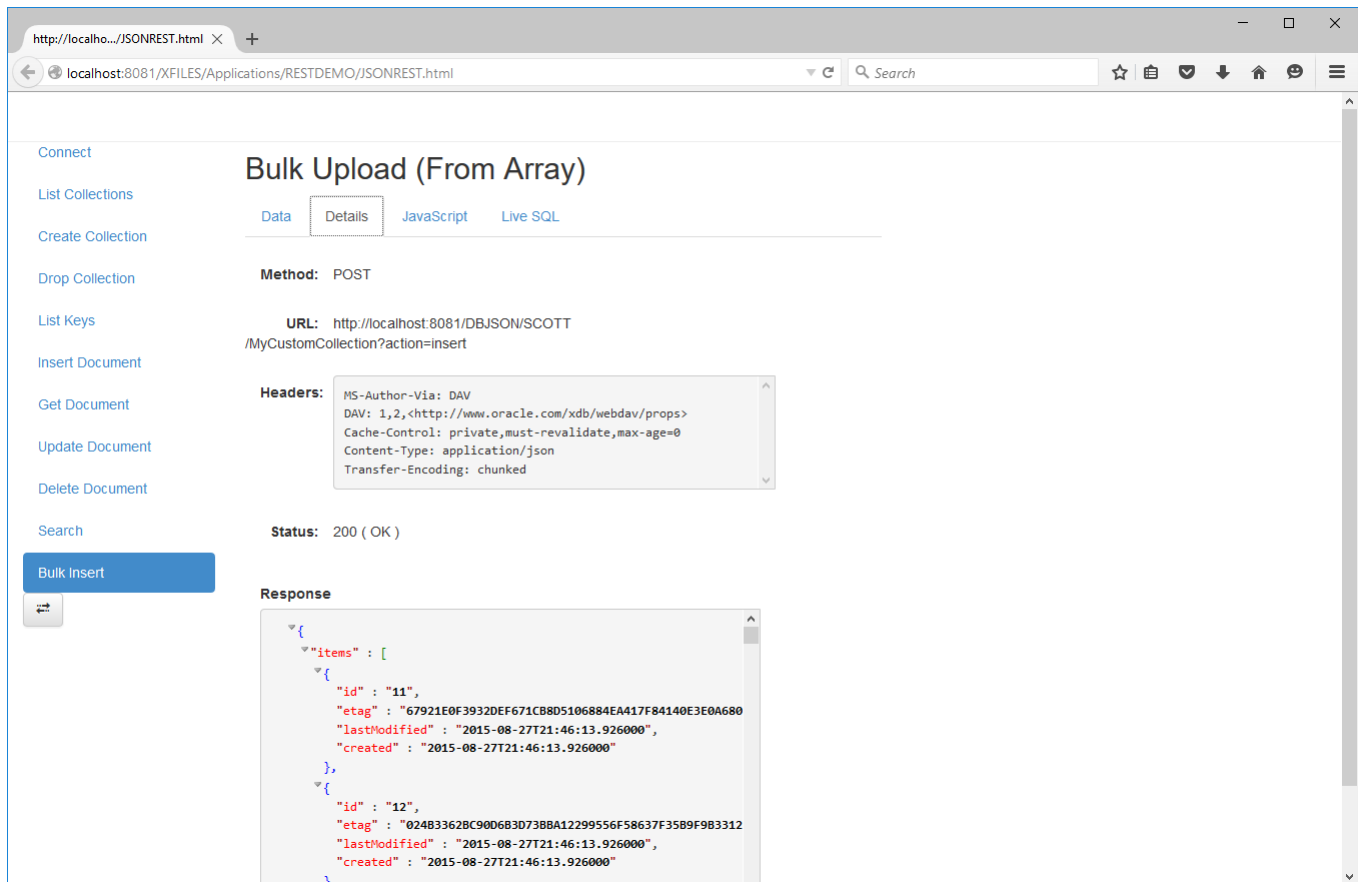 http://localho.../JSONREST.html
localhost:8081/XFILES/Applications/RESTDEMO/JSONREST.html
Search
Connect
List Collections
Create Collection
Drop Collection
List Keys
Insert Document
Get Document
Update Document
Delete Document
Search
Bulk Insert
Bulk Upload (From Array)
Data Details JavaScript Live SQL
Method: POST
URL: http://localhost:8081/DBJSON/SCOTT
/MyCustomCollection?action=insert
Headers:
MS-Author-Via: DAV
DAV: 1,2,<http://www.oracle.com/xdb/webdav/props>
Cache-Control: private,must-revalidate,max-age=0
Content-Type: application/json
Transfer-Encoding: chunked
Status: 200 ( OK )
Response
{
"items" : [
{
"id" : "11",
"etag" : "67921E0F3932DEF671CB8D5106884EA417F84140E3E0A680
"lastModified" : "2015-08-27T21:46:13.926000",
"created" : "2015-08-27T21:46:13.926000"
},
{
"id" : "12",
"etag" : "024B3362BC90D6B3D73BBA12299556F58637F35B9F9B3312
"lastModified" : "2015-08-27T21:46:13.926000",
"created" : "2015-08-27T21:46:13.926000"
}